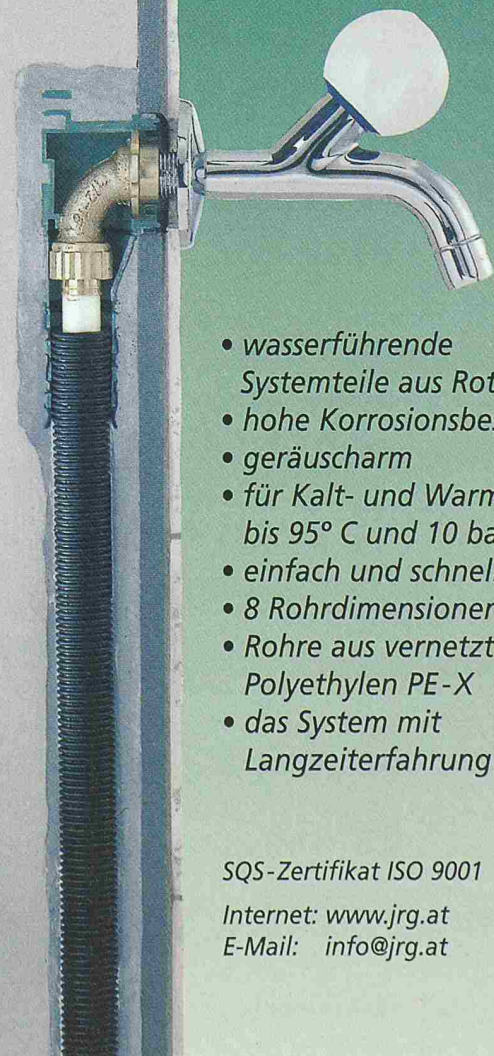 • wasserführende
Systemteile aus Rot
• hohe Korrosionsbe
• geräuscharm
• für Kalt- und Warm
bis 95° C und 10 ba
• einfach und schnel
• 8 Rohrdimensionen
• Rohre aus vernetzt
Polyethylen PE-X
• das System mit
Langzeiterfahrung
SQS-Zertifikat ISO 9001
Internet: www.jrg.at
E-Mail: info@jrg.at